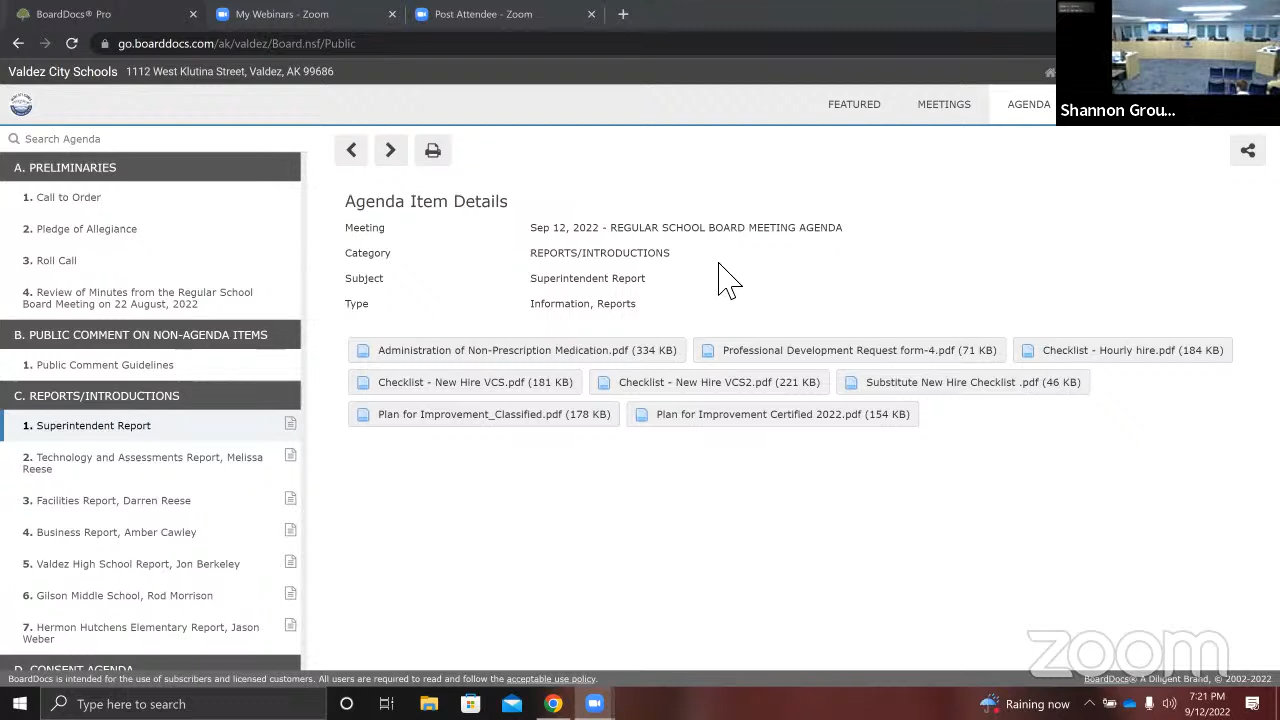 BoardDocs® Pro
My Webinars - Zoom
Post Attende
Zoom
go.boarddocs.com/ak/valdez/Board.nsf/Public
Valdez City Schools 1112 West Klutina Street, Valdez, AK 99686
FEATURED MEETINGS AGENDA
Shannon Grou...
Search Agenda
A. PRELIMINARIES
1. Call to Order
2. Pledge of Allegiance
3. Roll Call
4. Review of Minutes from the Regular School
Board Meeting on 22 August, 2022
B. PUBLIC COMMENT ON NON-AGENDA ITEMS
1. Public Comment Guidelines
C. REPORTS/INTRODUCTIONS
1. Superintendent Report
2. Technology and Assessments Report, Melissa
Reese
3. Facilities Report, Darren Reese
4. Business Report, Amber Cawley
5. Valdez High School Report, Jon Berkeley
6. Gilson Middle School, Rod Morrison
7. Hermon Hutchens Elementary Report, Jason
Weber
D. CONSENT AGENDA
Agenda Item Details
Meeting Sep 12, 2022 - REGULAR SCHOOL BOARD MEETING AGENDA
Category REPORTS/INTRODUCTIONS
Subject Superintendent Report
Type Information, Reports
Administration of Non-Prescription Medication.pdf (334 KB) Professional Development Request form-4.pdf (71 KB) Checklist - Hourly hire.pdf (184 KB)
Checklist - New Hire VCS.pdf (181 KB) Checklist - New Hire VCS2.pdf (221 KB) Substitute New Hire Checklist .pdf (46 KB)
Plan for Improvement_Classified.pdf (178 KB) Plan for Improvement Certified 2022.pdf (154 KB)
zoom
BoardDocs is intended for the use of subscribers and licensed customers. All users are required to read and follow the acceptable use policy. BoardDocs® A Diligent Brand, © 2002-2022
Type here to search
Raining now
7:21 PM
9/12/2022